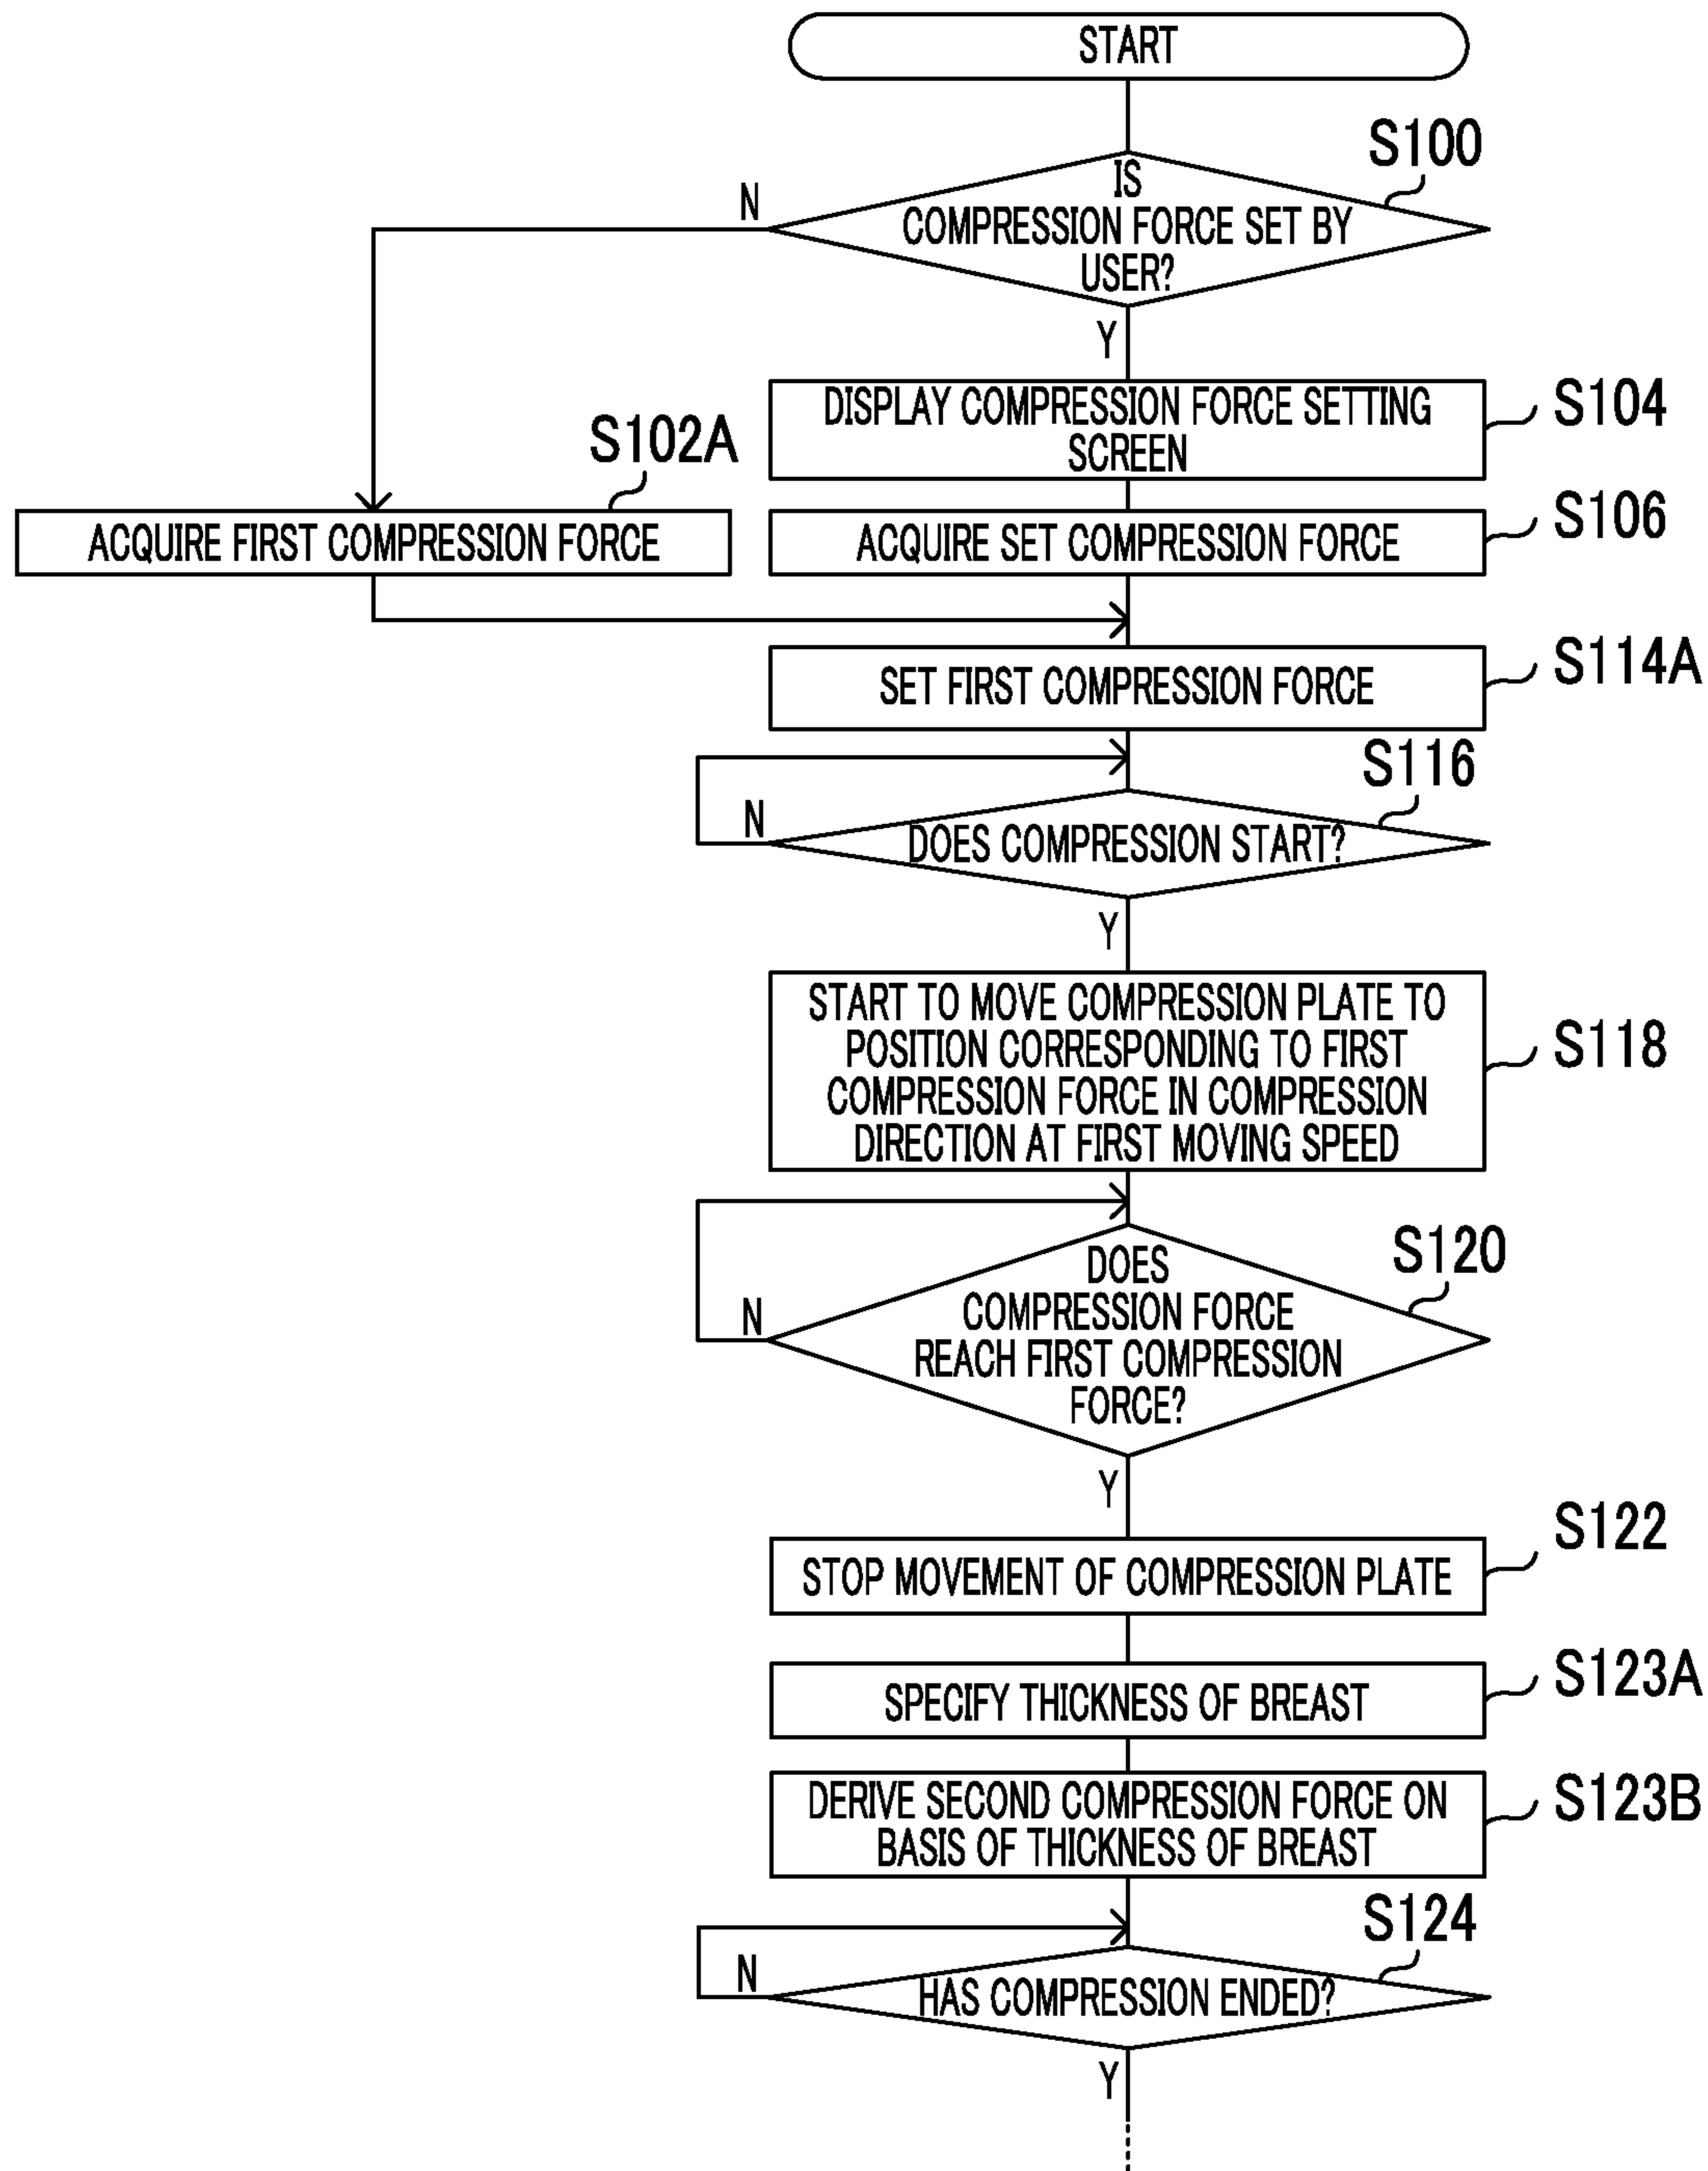 START
S100
IS
COMPRESSION FORCE SET BY
USER?
N
Y
DISPLAY COMPRESSION FORCE SETTING
SCREEN
S104
S102A
ACQUIRE FIRST COMPRESSION FORCE
ACQUIRE SET COMPRESSION FORCE
S106
SET FIRST COMPRESSION FORCE
S114A
S116
N
DOES COMPRESSION START?
Y
START TO MOVE COMPRESSION PLATE TO
POSITION CORRESPONDING TO FIRST
COMPRESSION FORCE IN COMPRESSION
DIRECTION AT FIRST MOVING SPEED
S118
S120
DOES
COMPRESSION FORCE
REACH FIRST COMPRESSION
FORCE?
N
Y
STOP MOVEMENT OF COMPRESSION PLATE
S122
SPECIFY THICKNESS OF BREAST
S123A
DERIVE SECOND COMPRESSION FORCE ON
BASIS OF THICKNESS OF BREAST
S123B
S124
N
HAS COMPRESSION ENDED?
Y